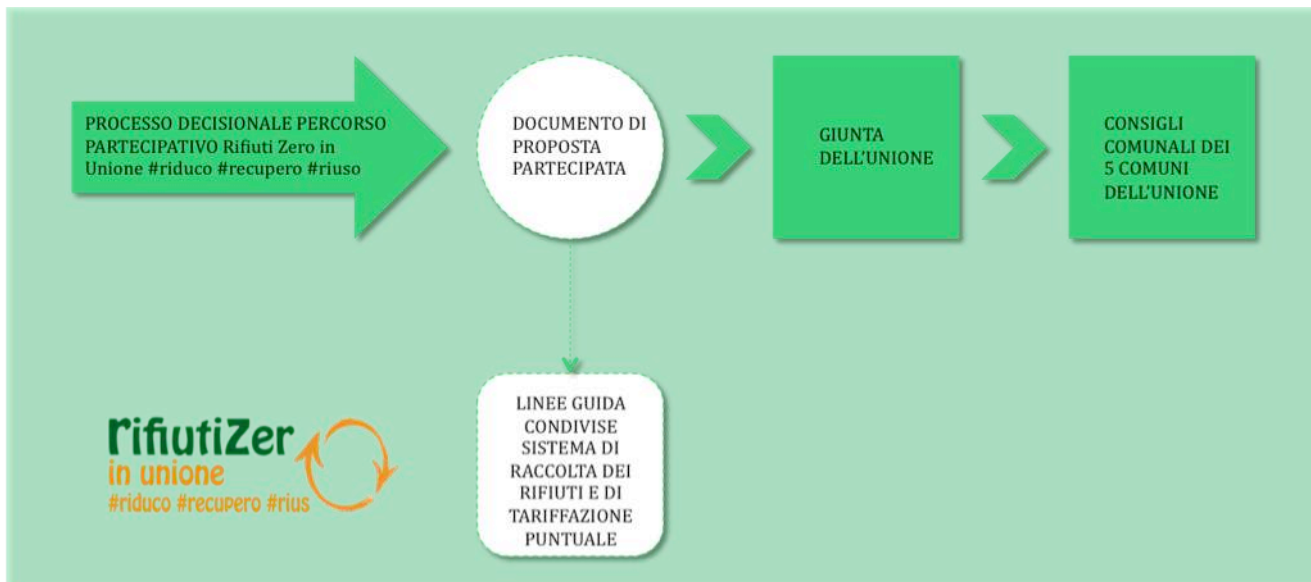 PROCESSO DECISIONALE PERCORSO
PARTECIPATIVO Rifiuti Zero in
Unione #riduco #recupero #riuso
DOCUMENTO DI
PROPOSTA
PARTECIPATA
GIUNTA
DELL'UNIONE
CONSIGLI
COMUNALI DEI
5 COMUNI
DELL'UNIONE
LINEE GUIDA
CONDIVISE
SISTEMA DI
RACCOLTA DEI
RIFIUTI E DI
TARIFFAZIONE
PUNTUALE
rifiutiZer
in unione
#riduco #recupero #rius